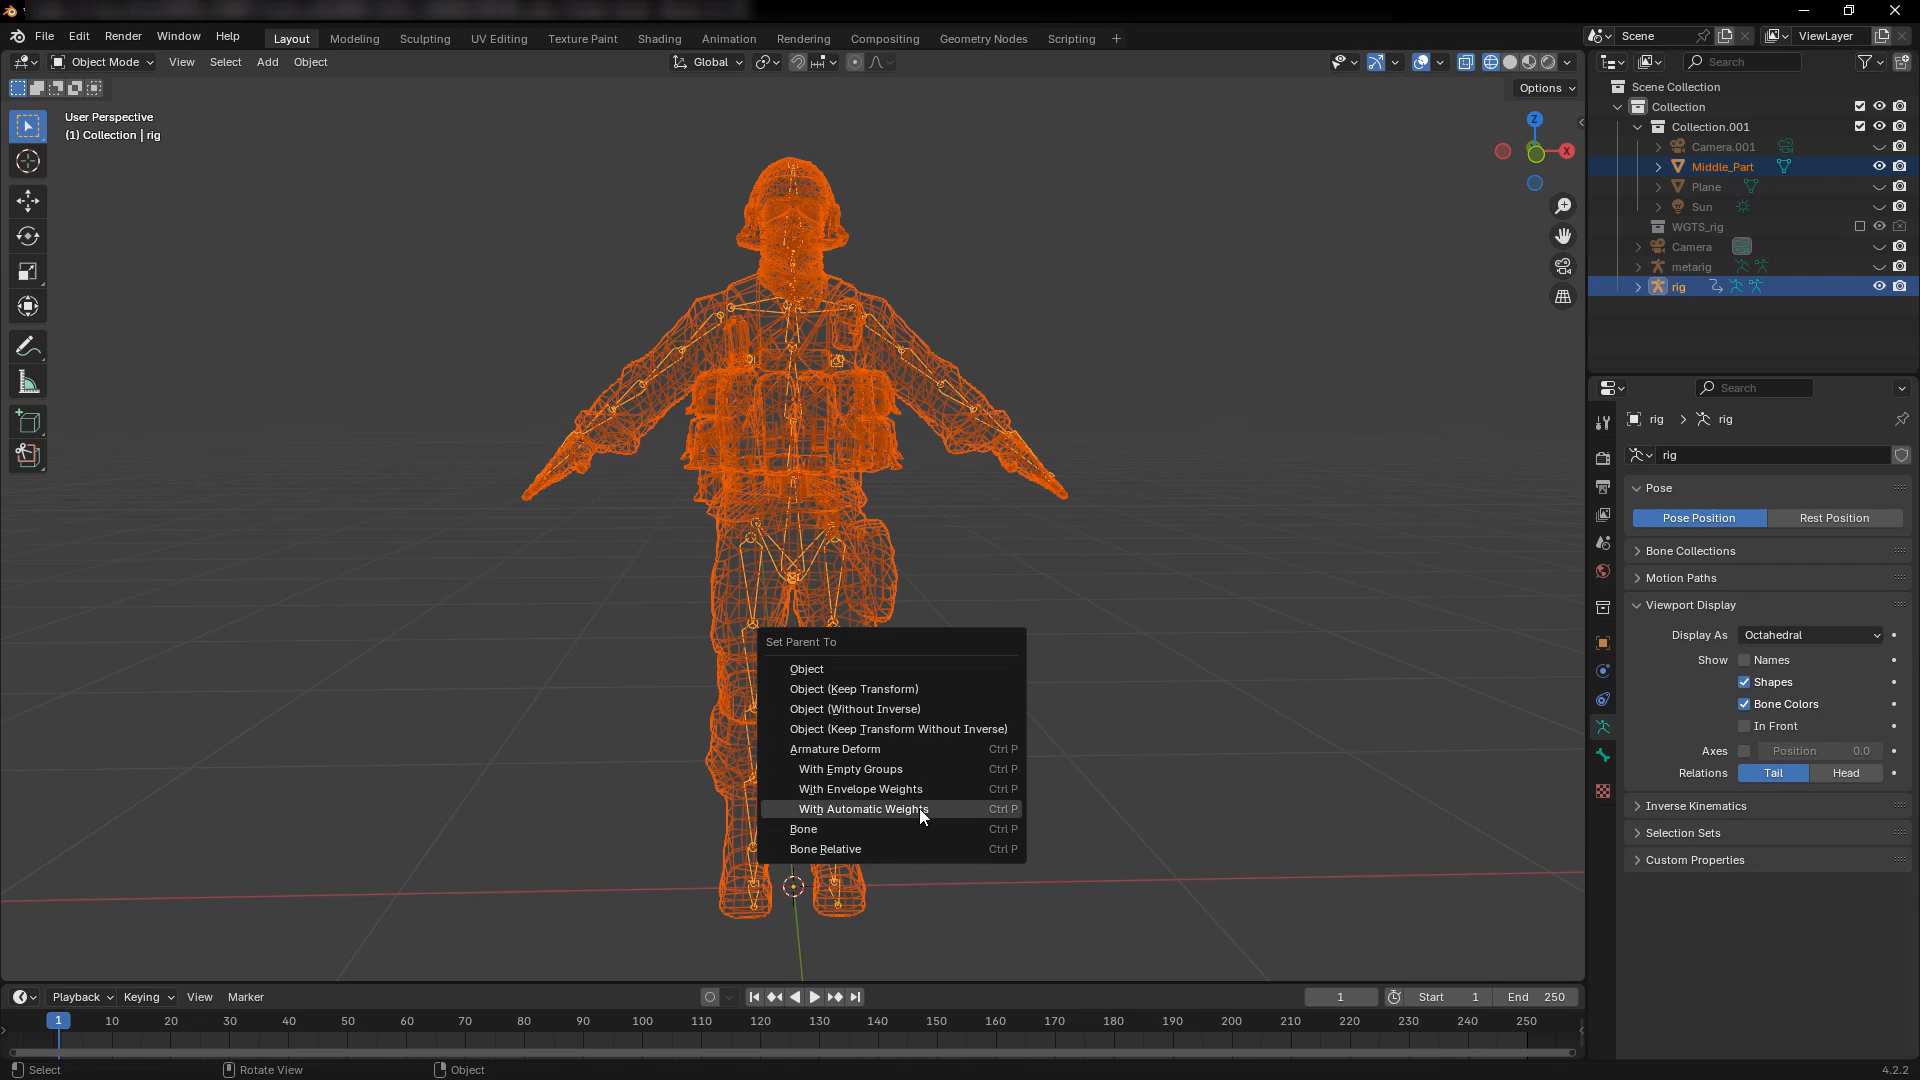 File Edit Render Window Help Layout Modeling Sculpting UV Editing Texture Paint Shading Animation Rendering Compositing Geometry Nodes Scripting Scene ViewLayer
Object Mode View Select Add Object Global Search
Options
User Perspective
(1) Collection | rig
Z
X
Scene Collection
Collection
Collection.001
Camera.001
Middle_Part
Plane
Sun
WGTS_rig
Camera
metarig
rig
Search
rig rig
rig
Pose
Pose Position Rest Position
Bone Collections
Motion Paths
Viewport Display
Display As Octahedral
Show Names
Shapes
Bone Colors
In Front
Axes Position 0.0
Relations Tail Head
Inverse Kinematics
Selection Sets
Custom Properties
Set Parent To
Object
Object (Keep Transform)
Object (Without Inverse)
Object (Keep Transform Without Inverse)
Armature Deform Ctrl P
With Empty Groups Ctrl P
With Envelope Weights Ctrl P
With Automatic Weights Ctrl P
Bone Ctrl P
Bone Relative Ctrl P
Playback Keying View Marker 1 Start 1 End 250
1 10 20 30 40 50 60 70 80 90 100 110 120 130 140 150 160 170 180 190 200 210 220 230 240 250
Select Rotate View Object 4.2.2